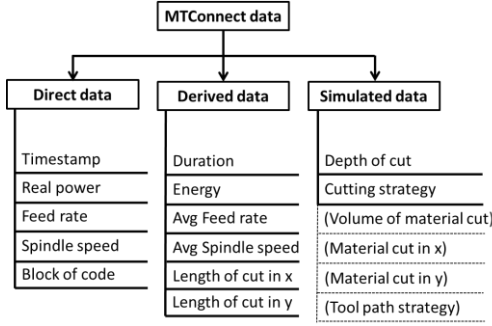 MTConnect data
Direct data
Timestamp
Real power
Feed rate
Spindle speed
Block of code
Derived data
Duration
Energy
Avg Feed rate
Avg Spindle speed
Length of cut in x
Length of cut in y
Simulated data
Depth of cut
Cutting strategy
(Volume of material cut)
(Material cut in x)
(Material cut in y)
(Tool path strategy)